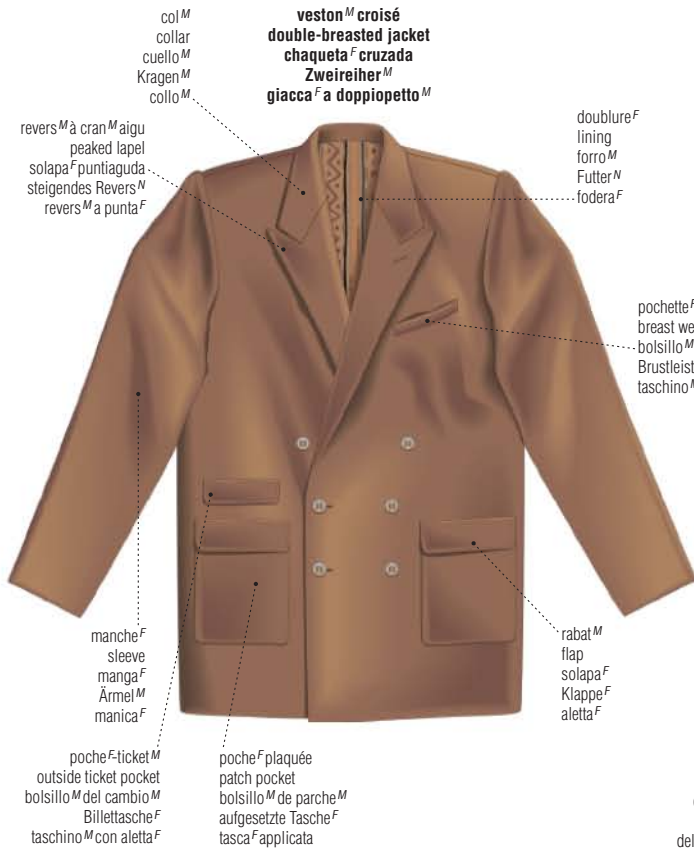 col M
collar
cuello M
Kragen M
collo M
veston M croisé
double-breasted jacket
chaqueta F cruzada
Zweireiher M
giacca F a doppiopetto M
revers M à cran M aigu
peaked lapel
solapa F puntiaguda
steigendes Revers N
revers M a punta F
doublure F
lining
forro M
Futter N
fodera F
pochette F
breast
bolsillo M
taschino M
manche F
sleeve
manga F
Ärmel M
manica F
rabat M
flap
solapa F
Klappe F
aletta F
poche F-ticket M
outside ticket pocket
bolsillo M del cambio M
Billettasche F
taschino M con aletta F
poche F plaquée
patch pocket
bolsillo M de parche M
aufgesetzte Tasche F
tasca F applicata